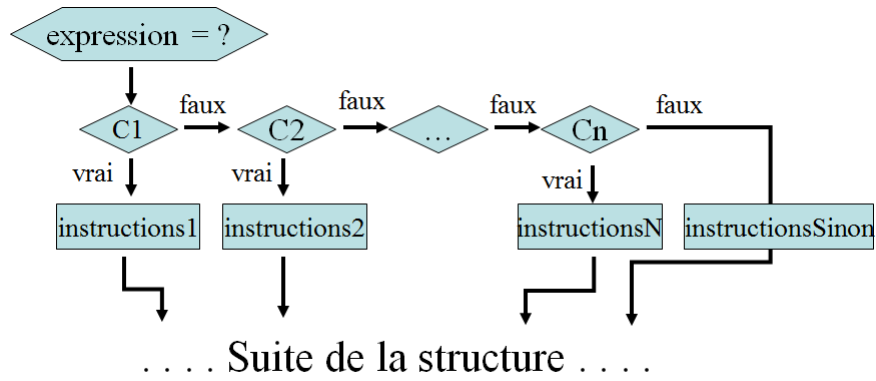 expression = ?
faux faux faux faux
C1 C2 ... Cn
vrai vrai vrai
instructions1 instructions2 instructionsN instructionsSinon
. . . . Suite de la structure . . . .